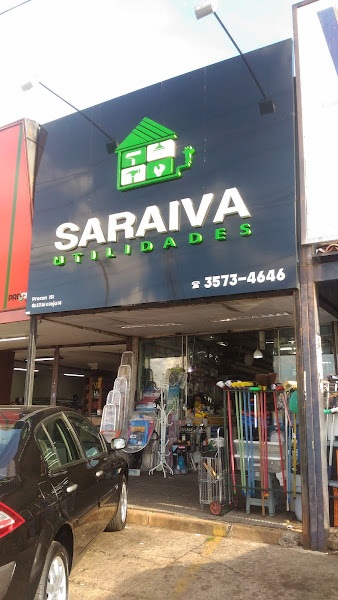 SARAIVA
UTILIDADES
☎ 3573-4646